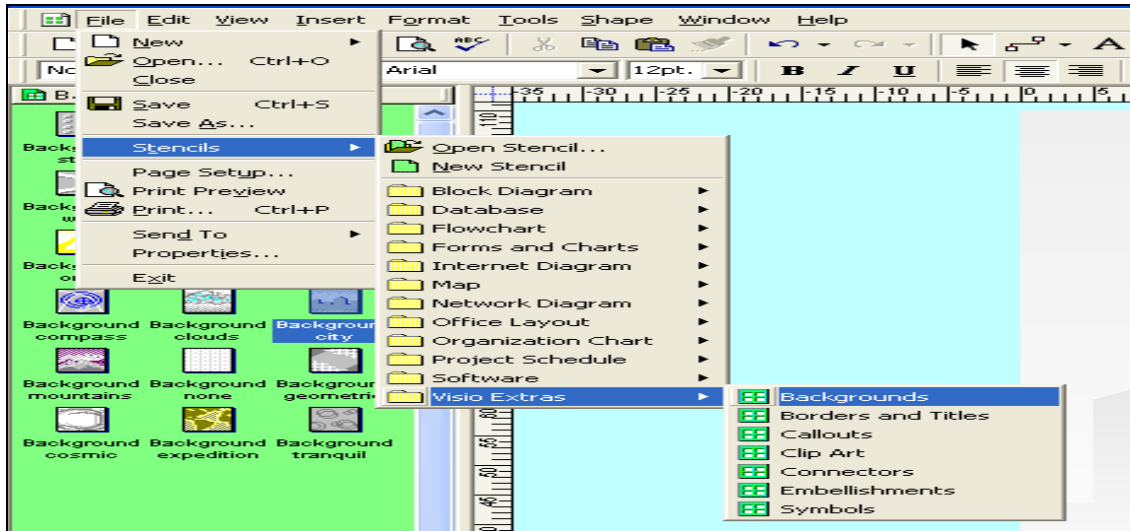 File Edit View Insert Format Tools Shape Window Help
ABC
A
Arial 12pt. B I U
New
Open... Ctrl+O
Close
Save Ctrl+S
Save As...
Stencils
Page Setup...
Print Preview
Print... Ctrl+P
Send To
Properties...
Exit
Open Stencil...
New Stencil
Block Diagram
Database
Flowchart
Forms and Charts
Internet Diagram
Map
Network Diagram
Office Layout
Organization Chart
Project Schedule
Software
Visio Extras
Backgrounds
Borders and Titles
Callouts
Clip Art
Connectors
Embellishments
Symbols
-35 -30 -25 -20 -15 -10 -5 0 5
Background compass
Background clouds
city
Background mountains
Background none
Background cosmic
Background expedition
Background tranquil